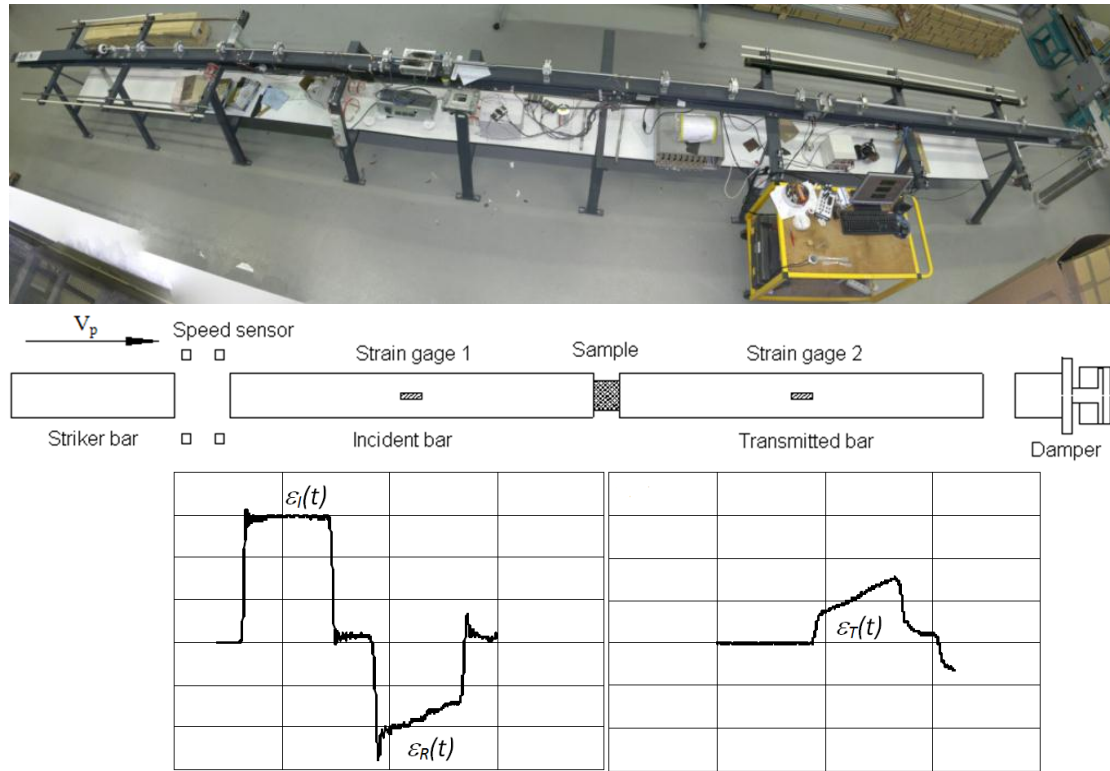 Vp
Speed sensor
Strain gage 1
Sample
Strain gage 2
Striker bar
Incident bar
Transmitted bar
Damper
εI(t)
εR(t)
εT(t)